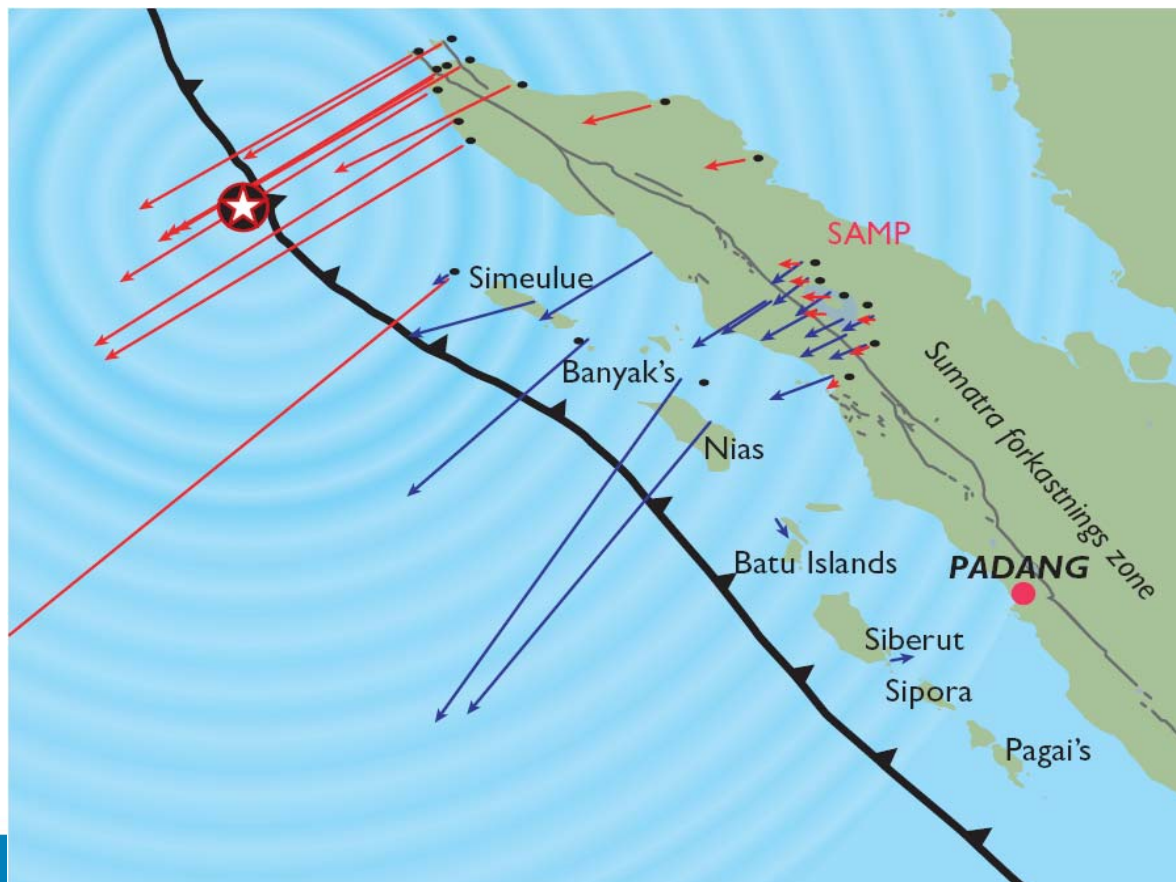 SAMP
Simeulue
Banyak's
Nias
Sumatra forkastnings zone
Batu Islands
PADANG
Siberut
Sipora
Pagai's